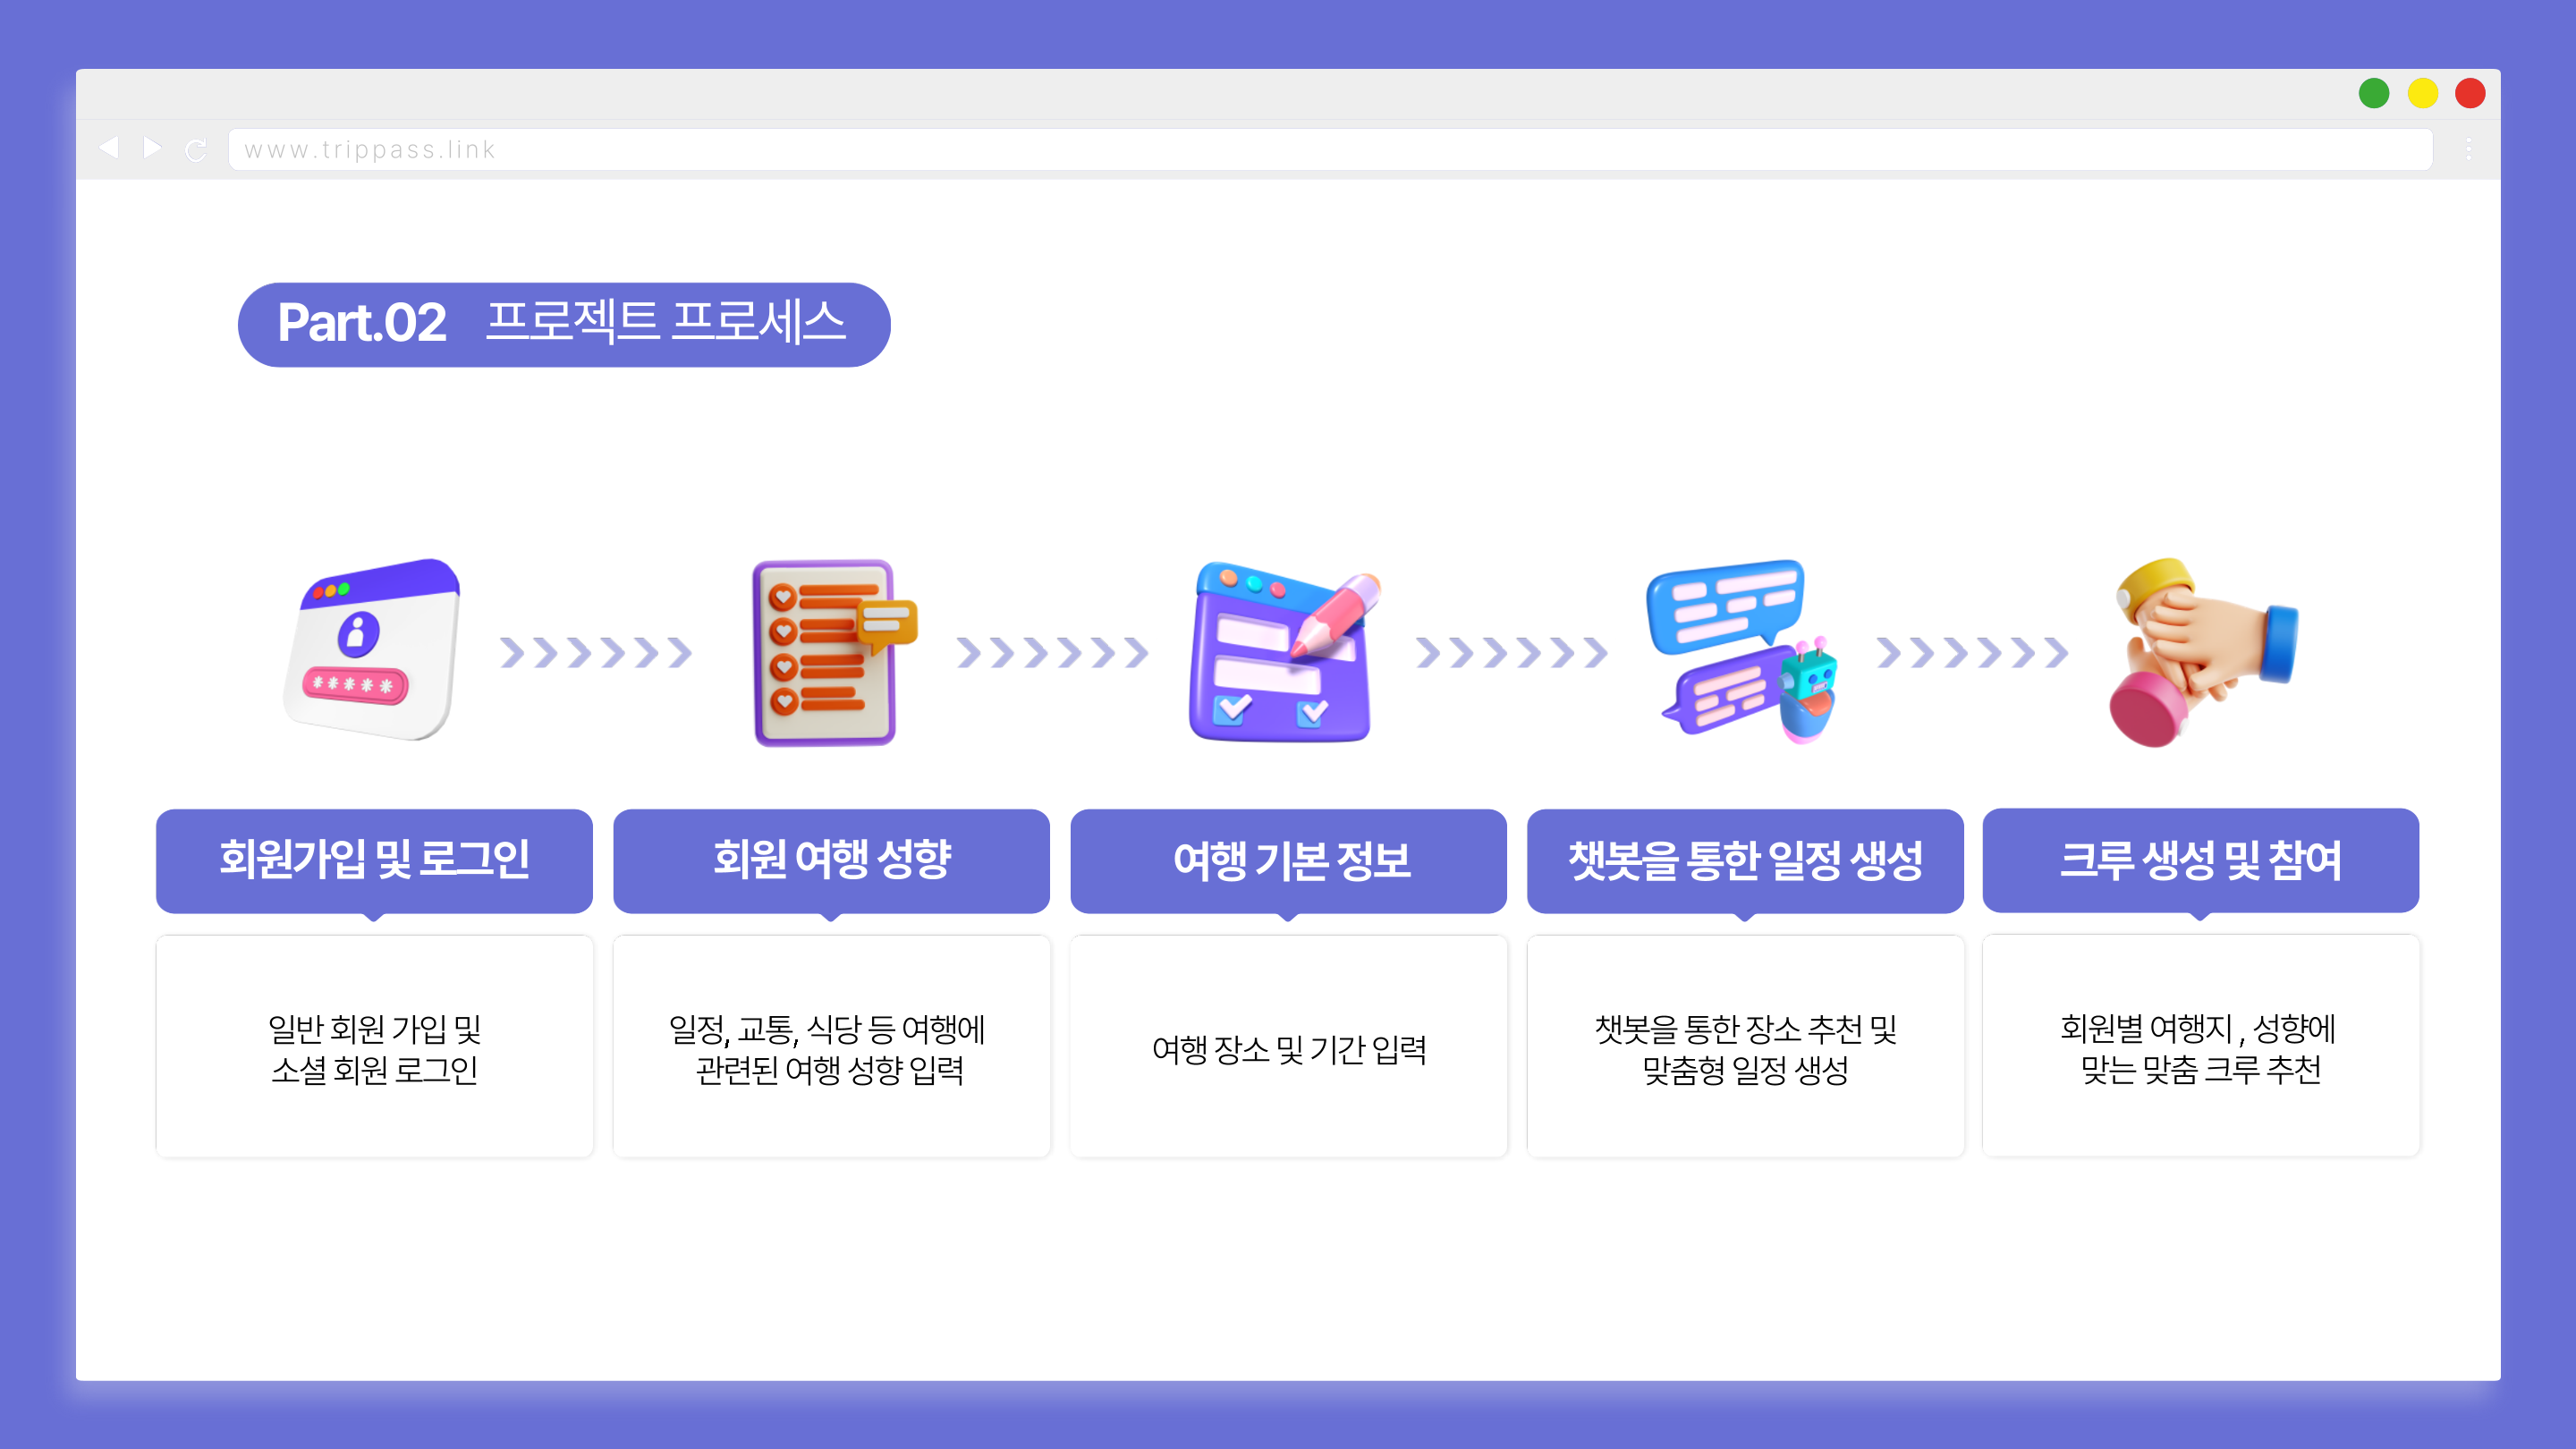 www.trippass.link
Part.02 프로젝트 프로세스
*****
회원가입 및 로그인
일반 회원 가입 및
소셜 회원 로그인
회원 여행 성향
일정, 교통, 식당 등 여행에
관련된 여행 성향 입력
여행 기본 정보
여행 장소 및 기간 입력
챗봇을 통한 일정 생성
챗봇을 통한 장소 추천 및
맞춤형 일정 생성
크루 생성 및 참여
회원별 여행지 , 성향에
맞는 맞춤 크루 추천